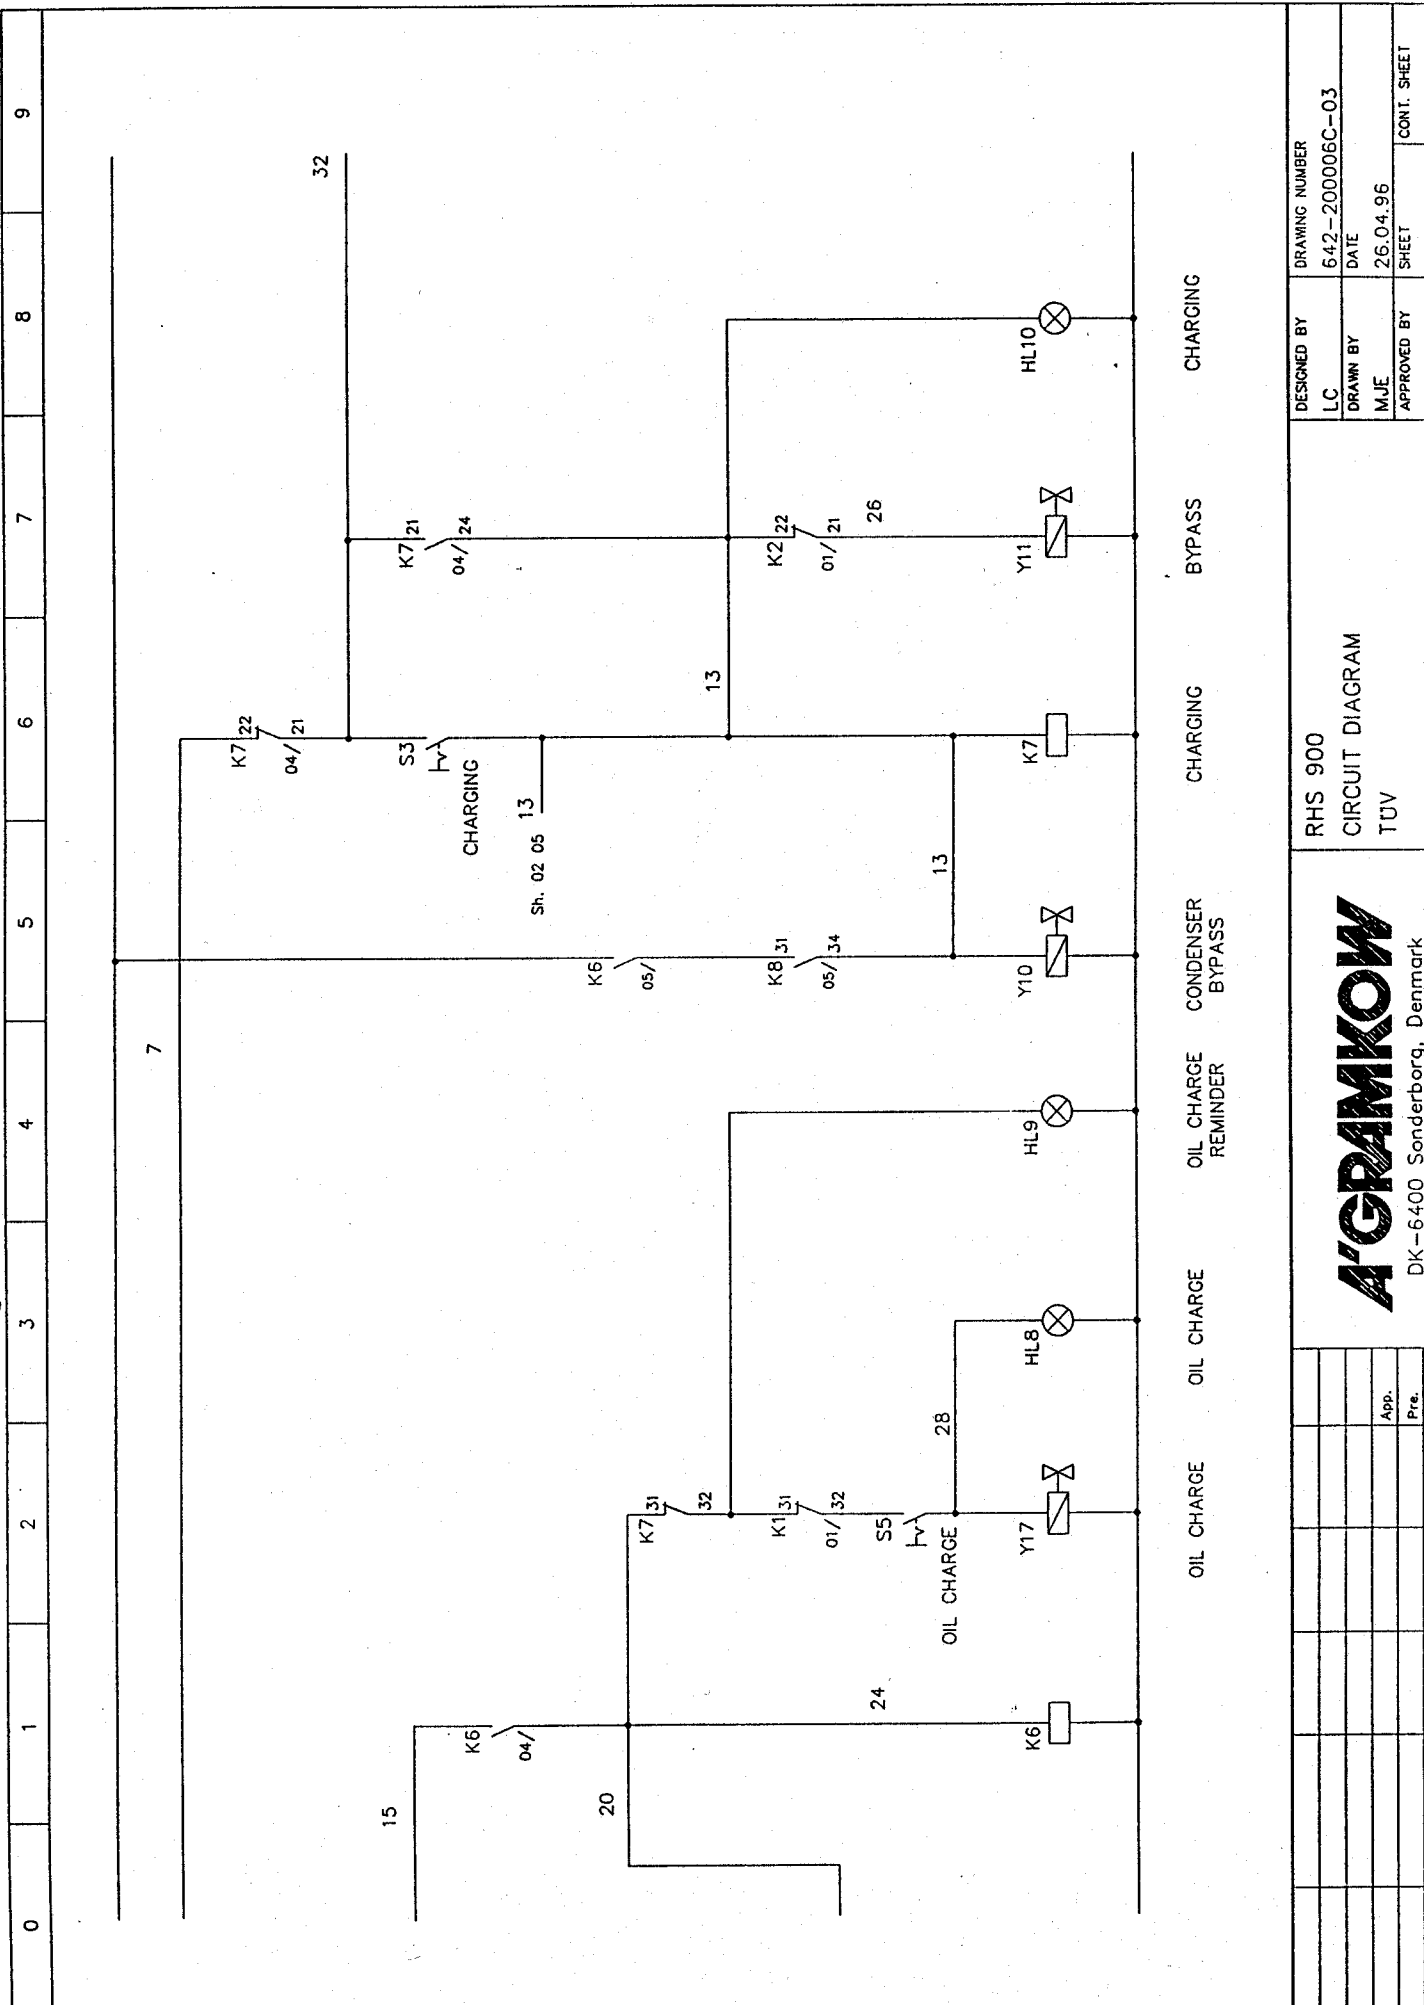 0 1 2 3 4 5 6 7 8 9
7
32
15
K6
04/
20
24
K6
K7 31
32
K1 31
01/ 32
S5
OIL CHARGE
28
Y17
HL8
HL9
K6
05/
K8 31
05/ 34
13
Y10
K7 22
04/ 21
S3
CHARGING
Sh. 02 05 13
13
K7
K7 21
04/ 24
K2 22
01/ 21
26
Y11
HL10
OIL CHARGE
OIL CHARGE
OIL CHARGE
REMINDER
CONDENSER
BYPASS
CHARGING
BYPASS
CHARGING
App.
Pre.
A'GRAMKOW
DK-6400 Sonderborg, Denmark
RHS 900
CIRCUIT DIAGRAM
TUV
DESIGNED BY
LC
DRAWN BY
MJE
APPROVED BY
DRAWING NUMBER
642-200006C-03
DATE
26.04.96
SHEET
CONT. SHEET